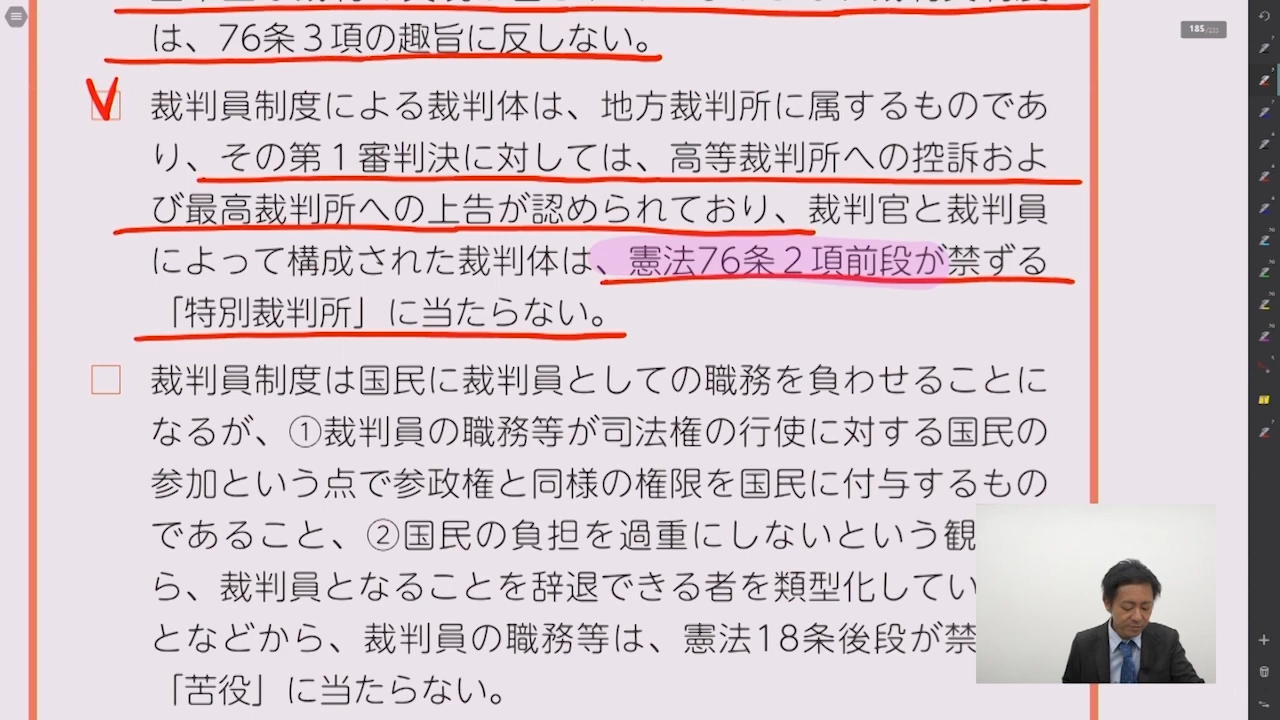 は、76条３項の趣旨に反しない。
185
裁判員制度による裁判体は、地方裁判所に属するものであ
り、その第１審判決に対しては、高等裁判所への控訴およ
び最高裁判所への上告が認められており、裁判官と裁判員
によって構成された裁判体は、憲法76条２項前段が禁ずる
「特別裁判所」に当たらない。
裁判員制度は国民に裁判員としての職務を負わせることに
なるが、①裁判員の職務等が司法権の行使に対する国民の
参加という点で参政権と同様の権限を国民に付与するもの
であること、②国民の負担を過重にしないという観
ら、裁判員となることを辞退できる者を類型化してい
となどから、裁判員の職務等は、憲法18条後段が禁
「苦役」に当たらない。